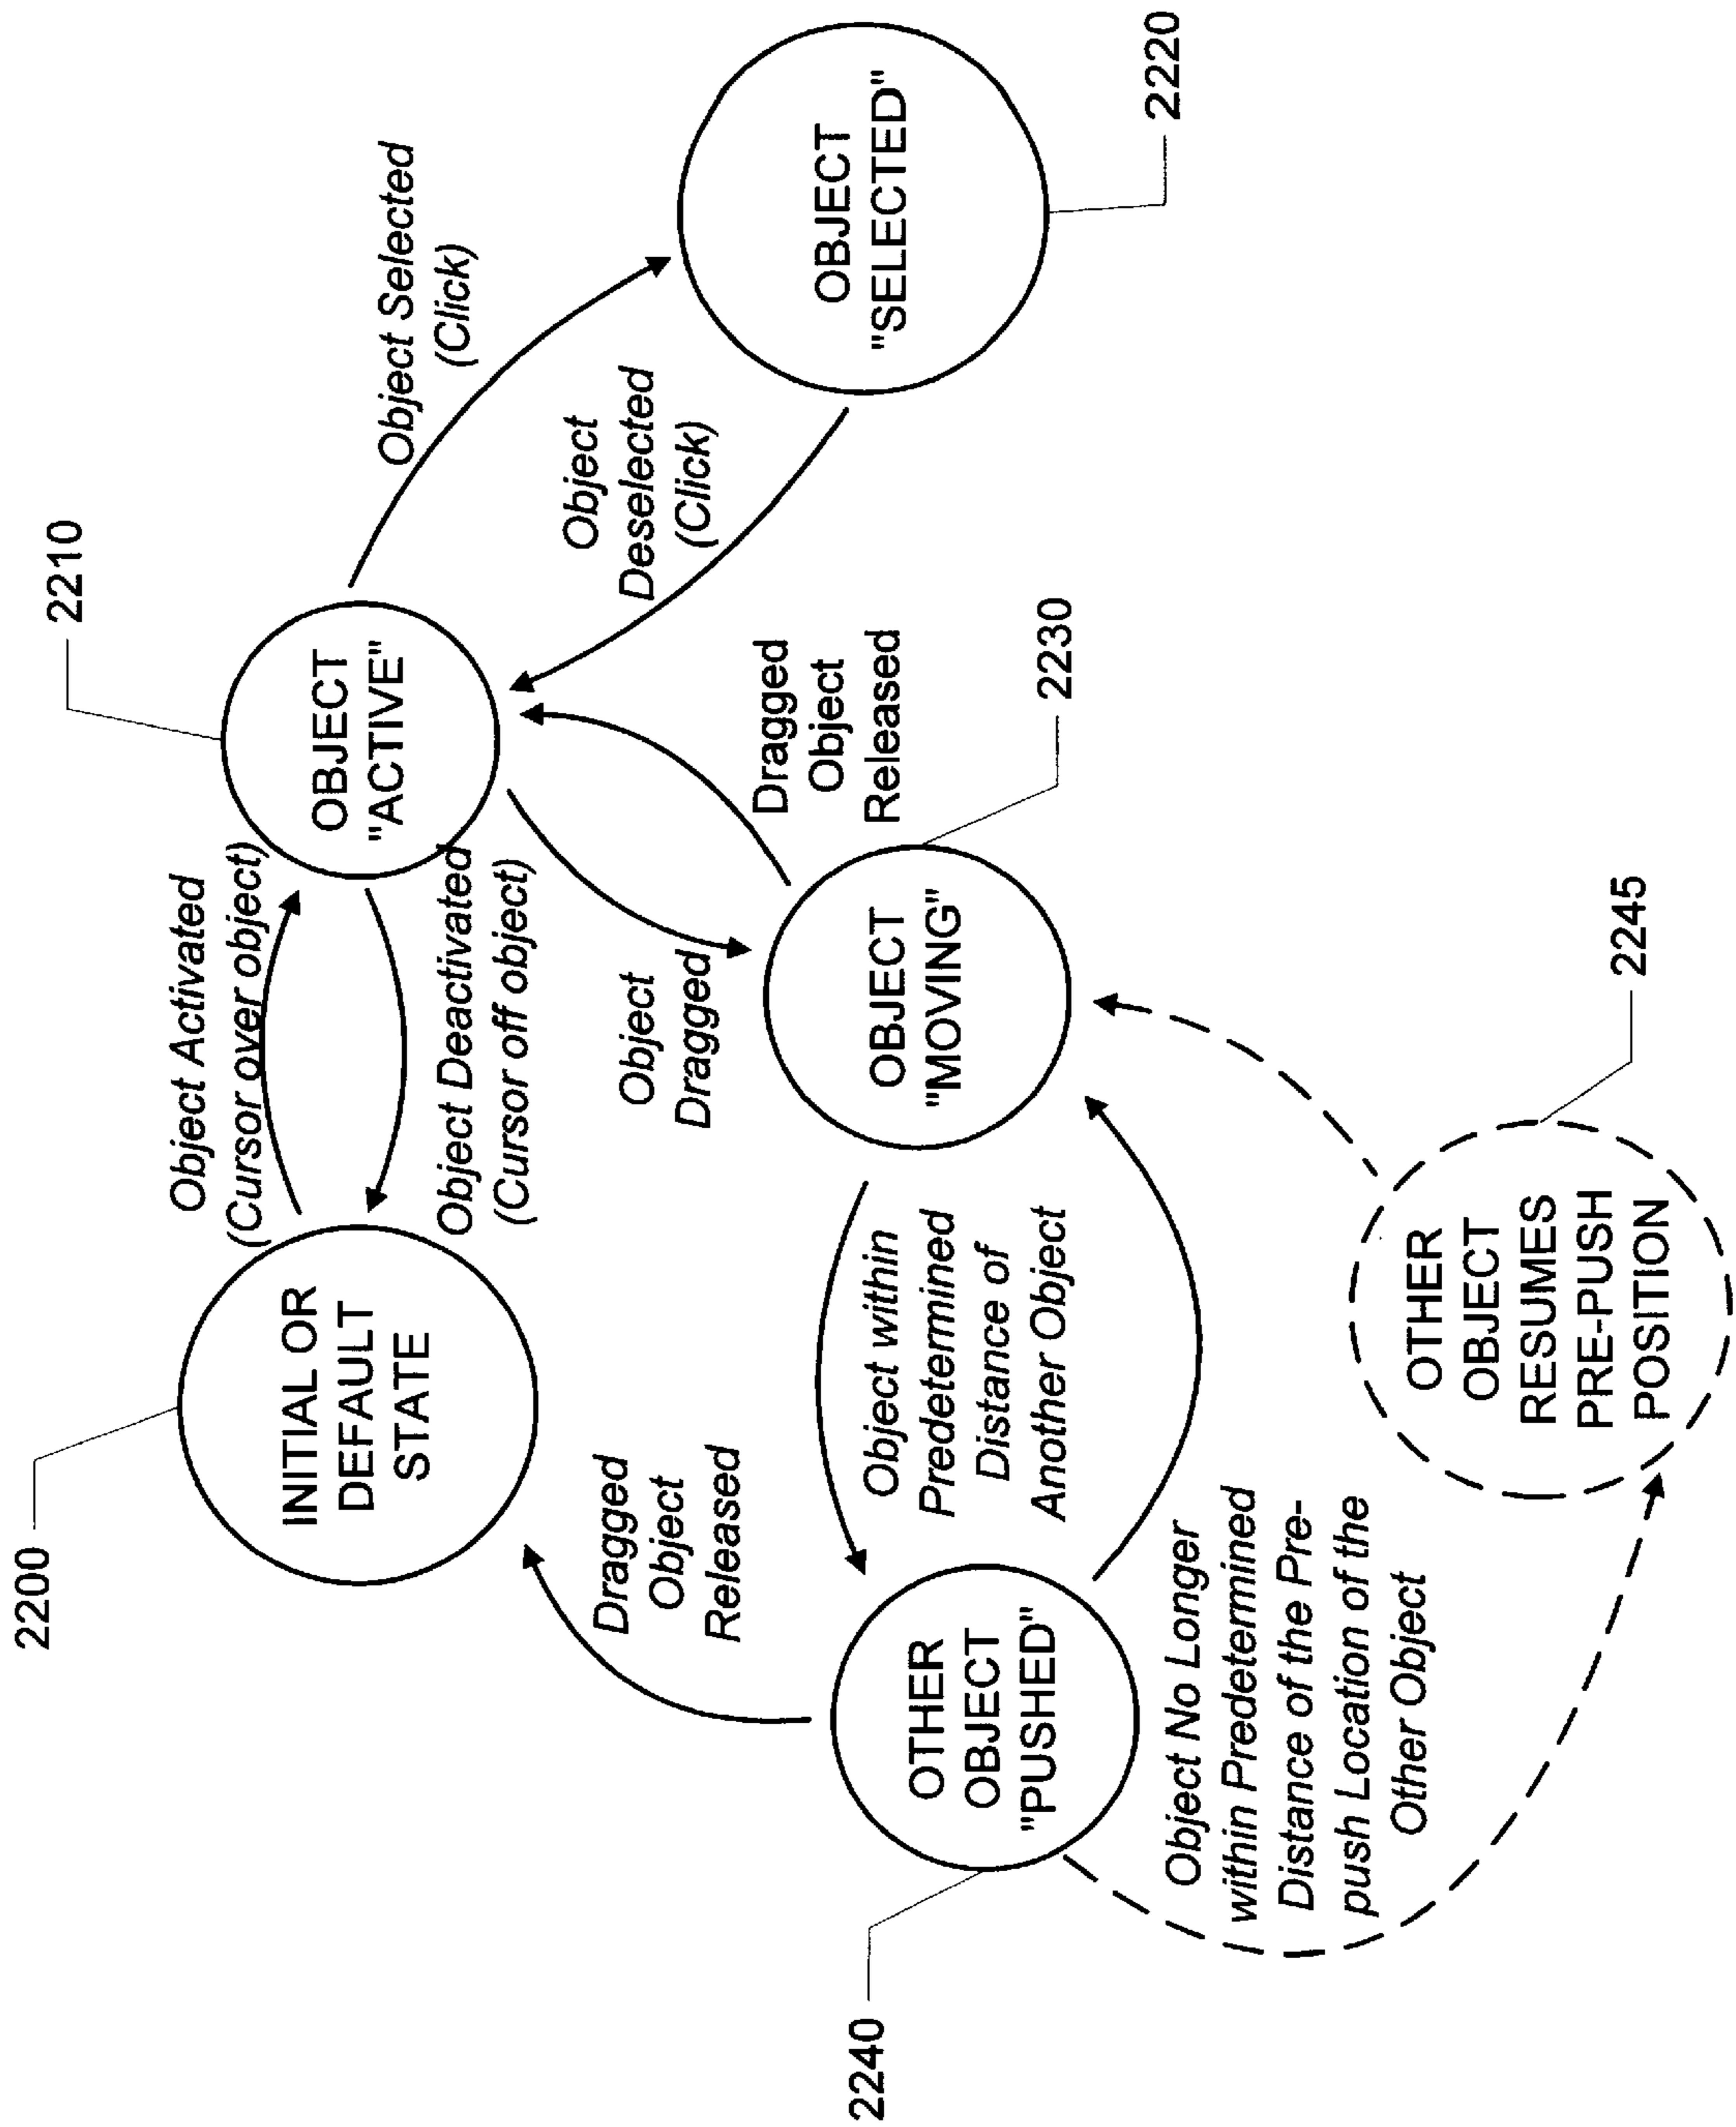 2200
INITIAL OR
DEFAULT
STATE
Object Activated
(Cursor over object)
Object Deactivated
(Cursor off object)
2210
OBJECT
"ACTIVE"
Object Selected
(Click)
Object
Deselected
(Click)
OBJECT
"SELECTED"
2220
Dragged
Object
Released
Object
Dragged
Dragged
Object
Released
OBJECT
"MOVING"
2230
Object within
Predetermined
Distance of
Another Object
2240
OTHER
OBJECT
"PUSHED"
Object No Longer
within Predetermined
Distance of the Pre-
push Location of the
Other Object
OTHER
OBJECT
RESUMES
PRE-PUSH
POSITION
2245